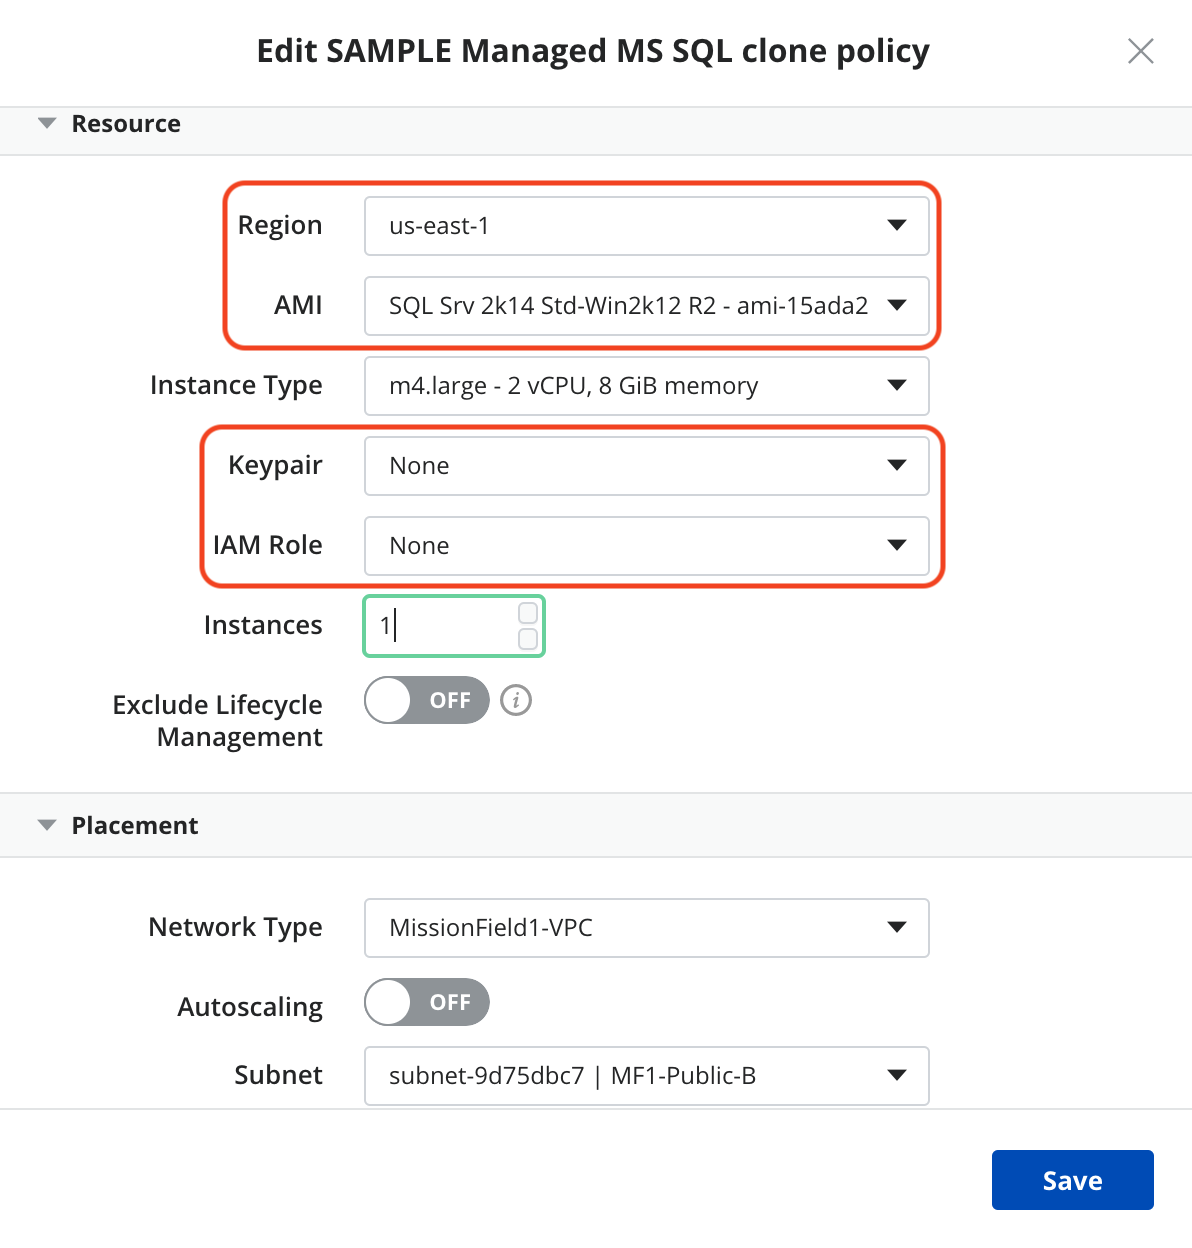 Edit SAMPLE Managed MS SQL clone policy
Resource
Region us-east-1
AMI SQL Srv 2k14 Std-Win2k12 R2 - ami-15ada2
Instance Type m4.large - 2 vCPU, 8 GiB memory
Keypair None
IAM Role None
Instances 1
Exclude Lifecycle OFF i
Management
Placement
Network Type MissionField1-VPC
Autoscaling OFF
Subnet subnet-9d75dbc7 | MF1-Public-B
Save